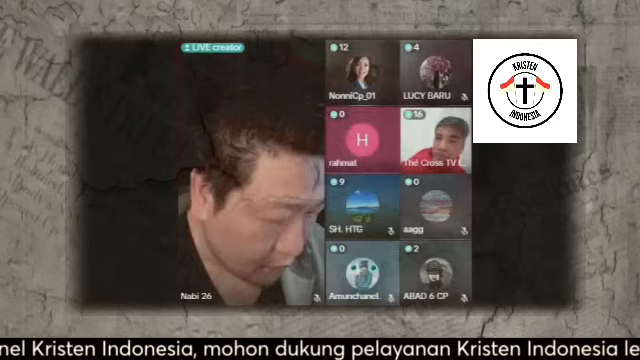 LIVE creator
12
4
NonniCp_01
LUCY BARU
KRISTEN
INDONESIA
0
H
16
rahmat
The Cross TV (...
9
0
SH. HTG
aagg
0
2
Nabi 26
Amunchanel.
ABAD 6 CP
nel Kristen Indonesia, mohon dukung pelayanan Kristen Indonesia le